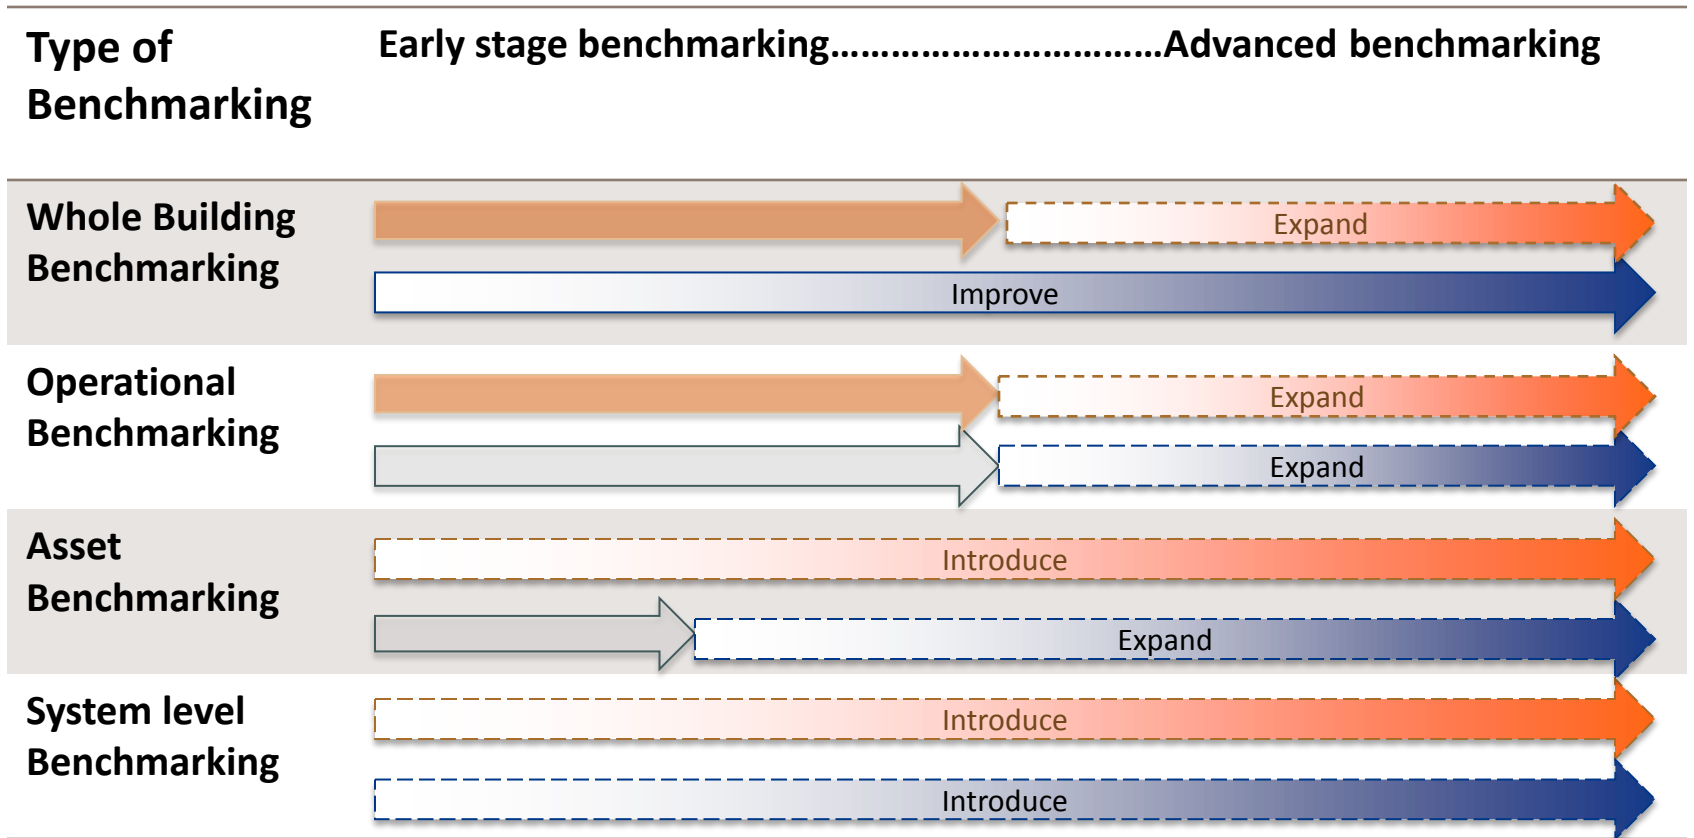 Type of
Benchmarking
Early stage benchmarking....................................Advanced benchmarking
Whole Building
Benchmarking
Expand
Improve
Operational
Benchmarking
Expand
Expand
Asset
Benchmarking
Introduce
Expand
System level
Benchmarking
Introduce
Introduce